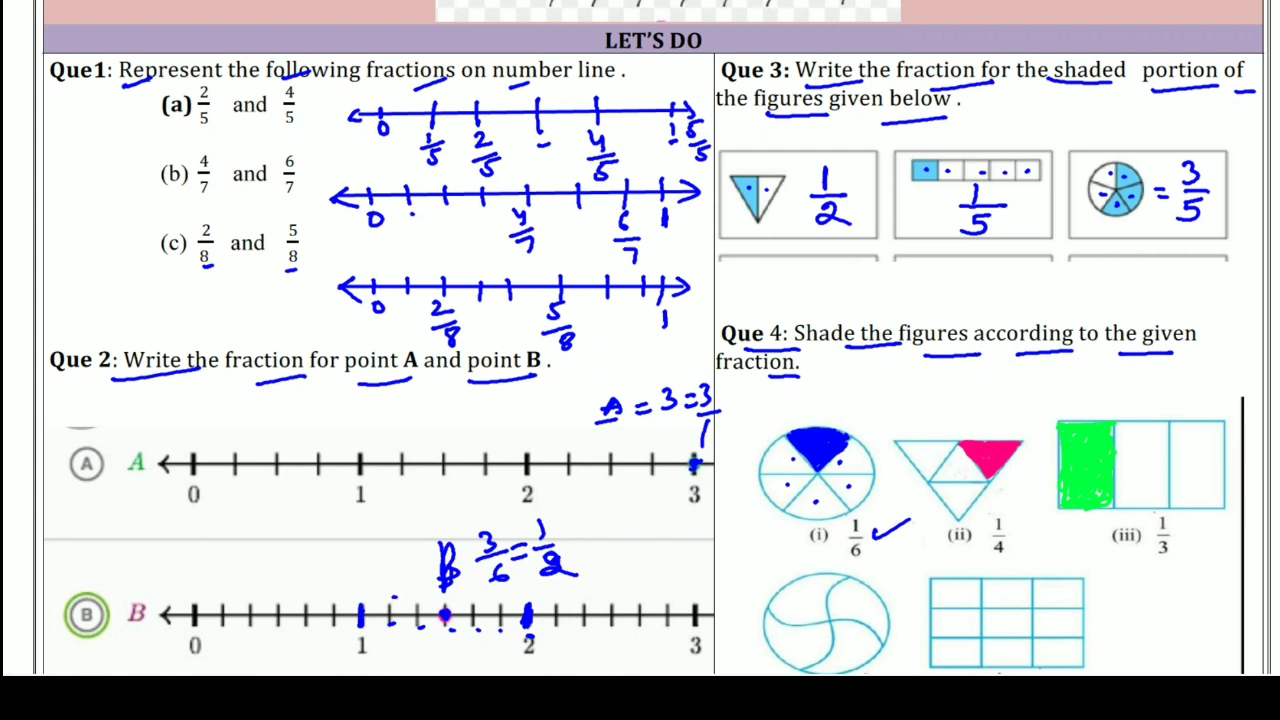 LET'S DO
Que1: Represent the following fractions on number line .
(a) 2/5 and 4/5
0 1/5 2/5 4/5 1 5/5
(b) 4/7 and 6/7
0 4/7 6/7 1
(c) 2/8 and 5/8
0 2/8 5/8 1
Que 2: Write the fraction for point A and point B .
A = 3 = 3/1
A A
0 1 2 3
B 3/6 = 1/2
B B
0 1 2 3
Que 3: Write the fraction for the shaded portion of
the figures given below .
1/2 1/5 = 3/5
Que 4: Shade the figures according to the given
fraction.
(i) 1/6 (ii) 1/4 (iii) 1/3